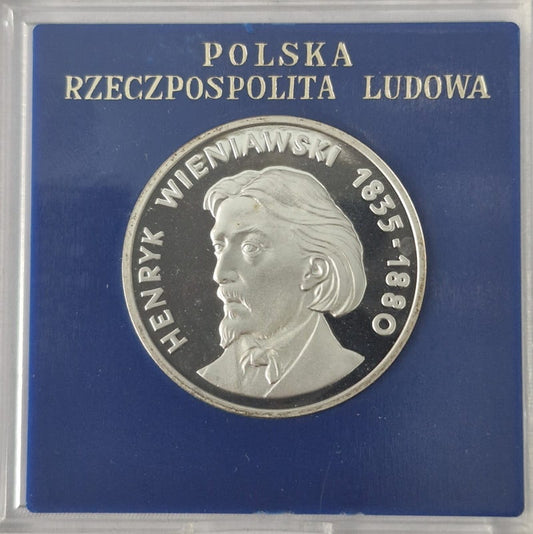 POLSKA
RZECZPOSPOLITA LUDOWA
HENRYK WIENIAWSKI 1835-1880